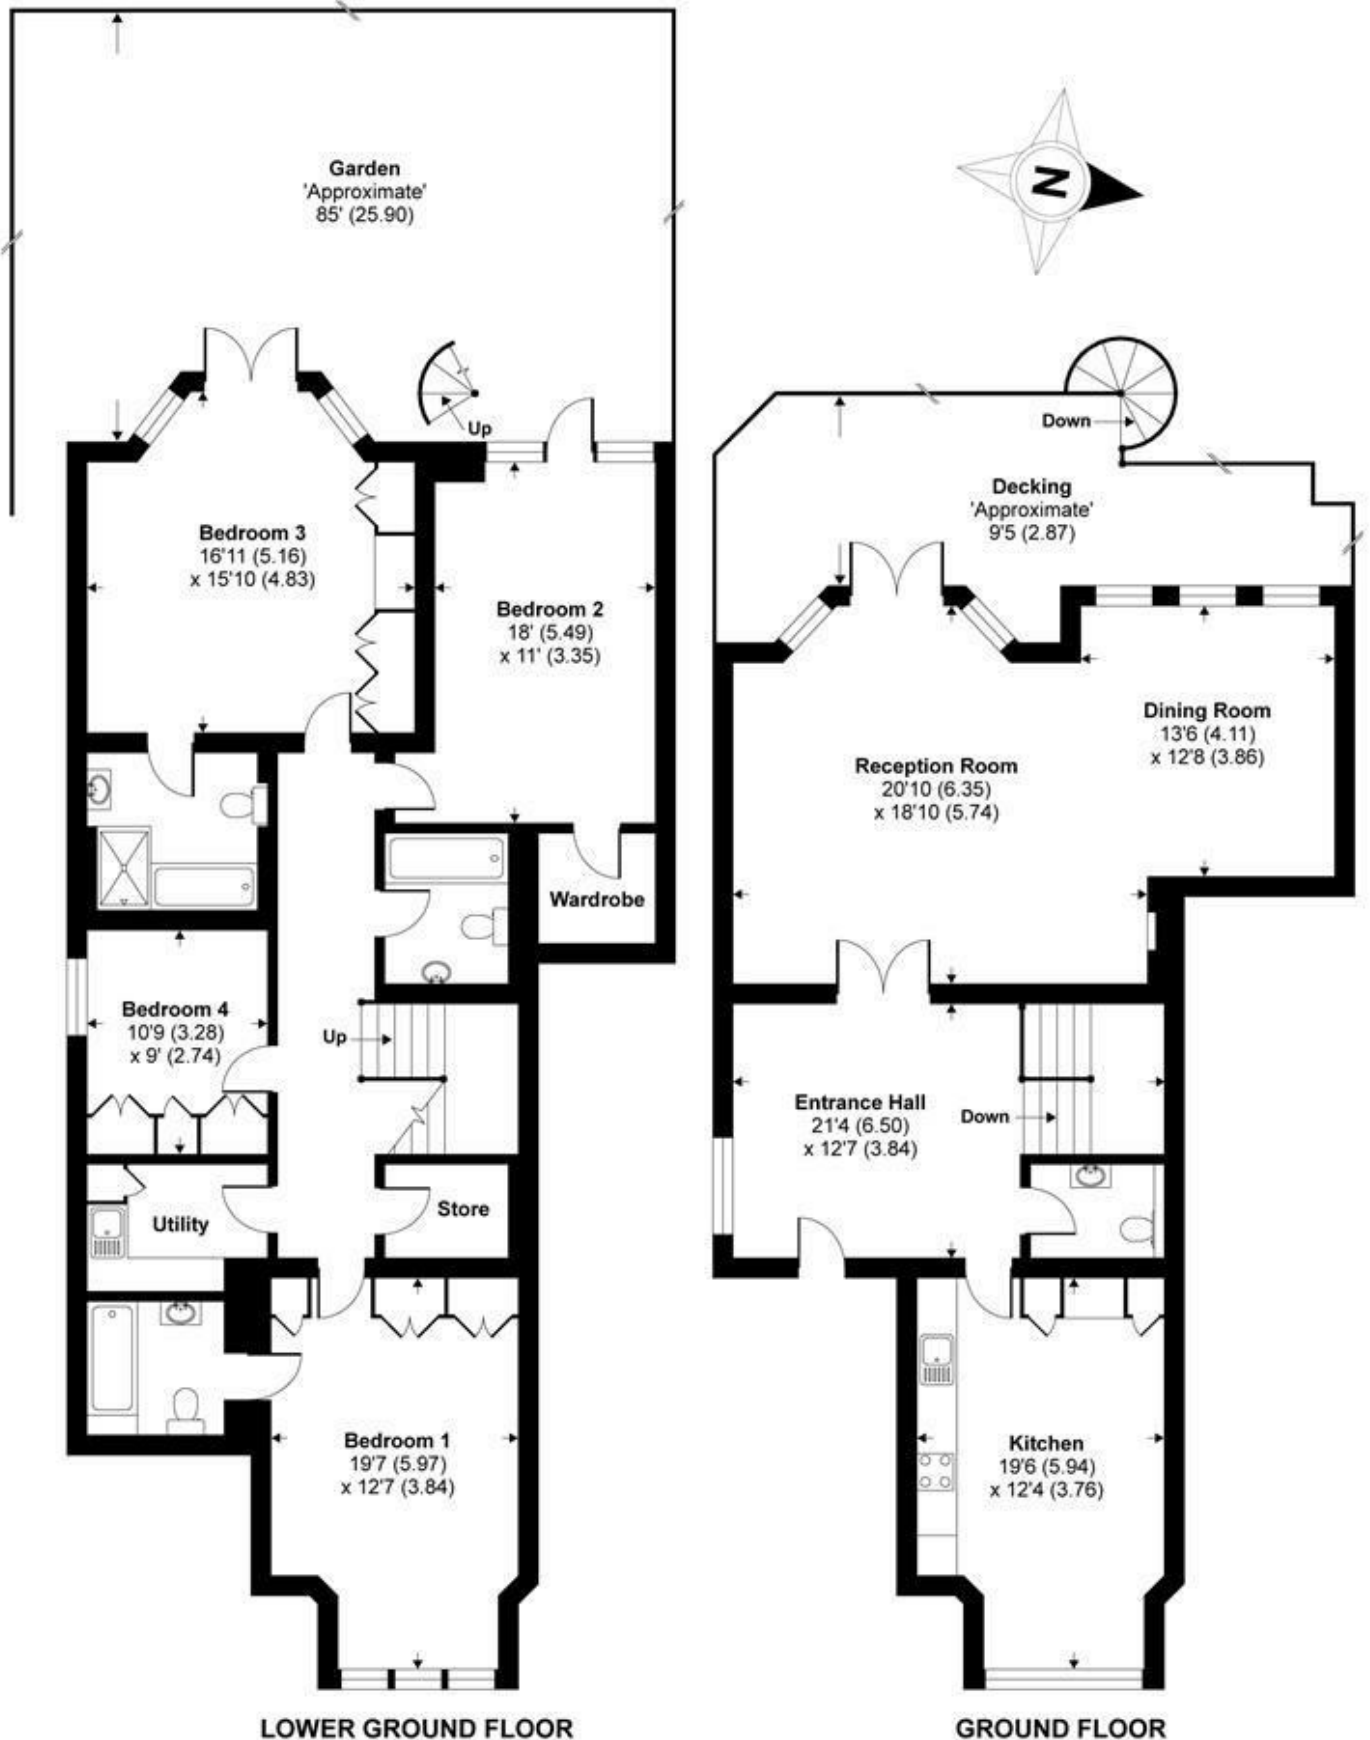 Garden
'Approximate'
85' (25.90)
N
Up
Down
Decking
'Approximate'
9'5 (2.87)
Bedroom 3
16'11 (5.16)
x 15'10 (4.83)
Bedroom 2
18' (5.49)
x 11' (3.35)
Dining Room
13'6 (4.11)
x 12'8 (3.86)
Reception Room
20'10 (6.35)
x 18'10 (5.74)
Wardrobe
Bedroom 4
10'9 (3.28)
x 9' (2.74)
Up
Entrance Hall
21'4 (6.50)
x 12'7 (3.84)
Down
Utility
Store
Bedroom 1
19'7 (5.97)
x 12'7 (3.84)
Kitchen
19'6 (5.94)
x 12'4 (3.76)
LOWER GROUND FLOOR
GROUND FLOOR